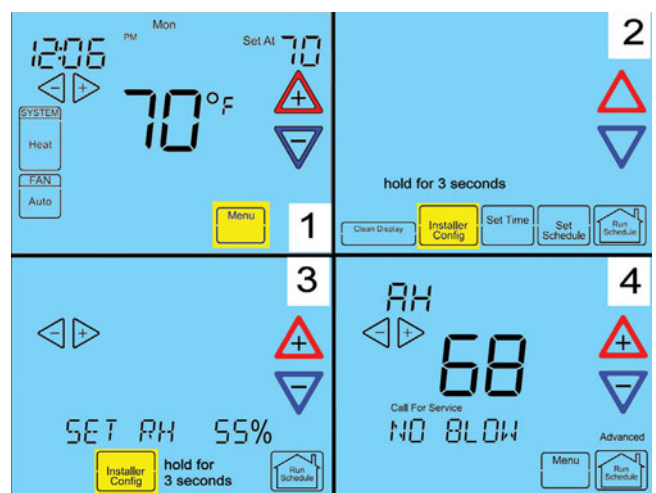 Mon
12:06 PM
Set At 70
SYSTEM
Heat
70°F
FAN
Auto
Menu
1
2
hold for 3 seconds
Clean Display
Installer Config
Set Time
Set Schedule
Run Schedule
3
SET RH 55%
Installer Config
hold for 3 seconds
Run Schedule
4
AH
68
Call For Service
NO BLOW
Advanced
Menu
Run Schedule